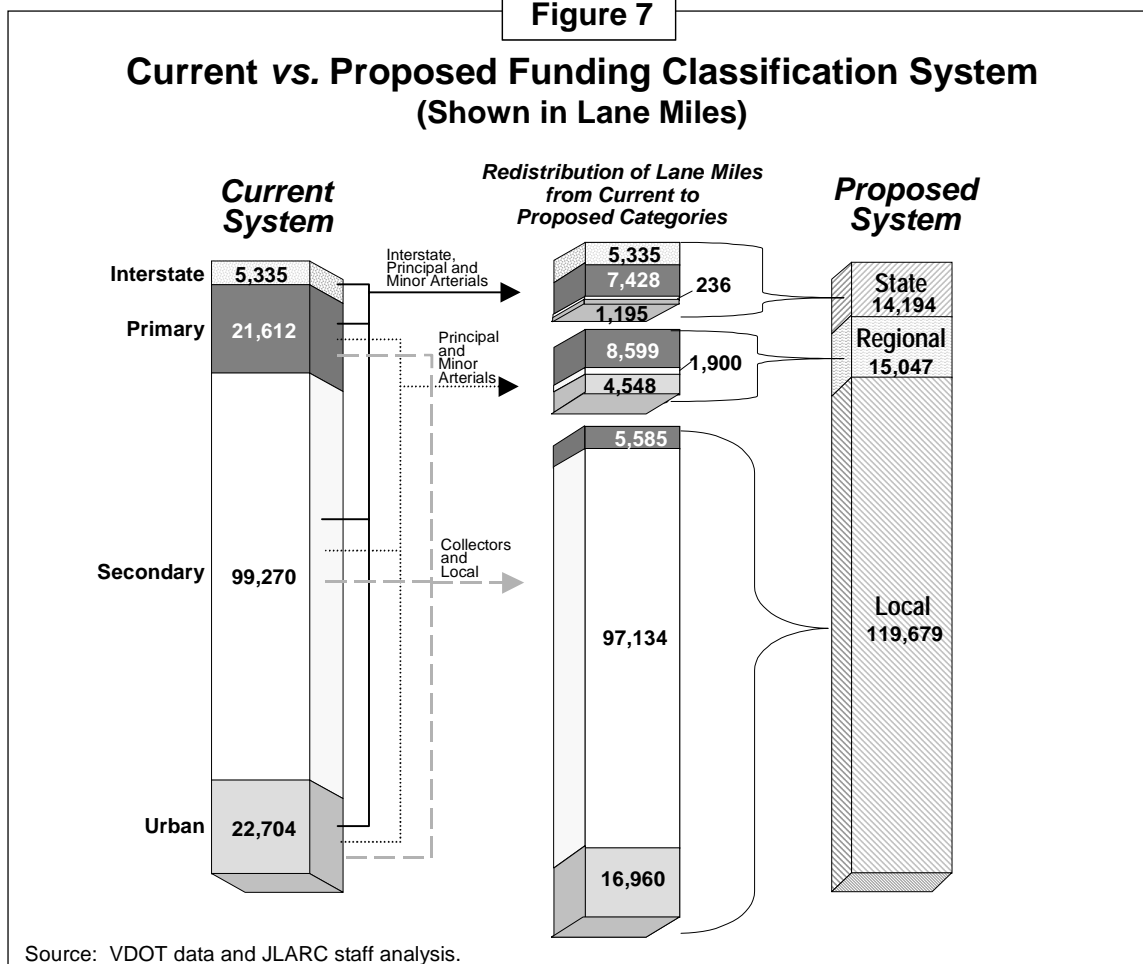 Figure 7
Current vs. Proposed Funding Classification System
(Shown in Lane Miles)
Current
System
Redistribution of Lane Miles
from Current to
Proposed Categories
Proposed
System
Interstate
5,335
Primary
21,612
Secondary
99,270
Urban
22,704
Interstate,
Principal and
Minor Arterials
Principal
and
Minor
Arterials
Collectors
and
Local
5,335
7,428
236
1,195
8,599
1,900
4,548
5,585
97,134
16,960
State
14,194
Regional
15,047
Local
119,679
Source: VDOT data and JLARC staff analysis.